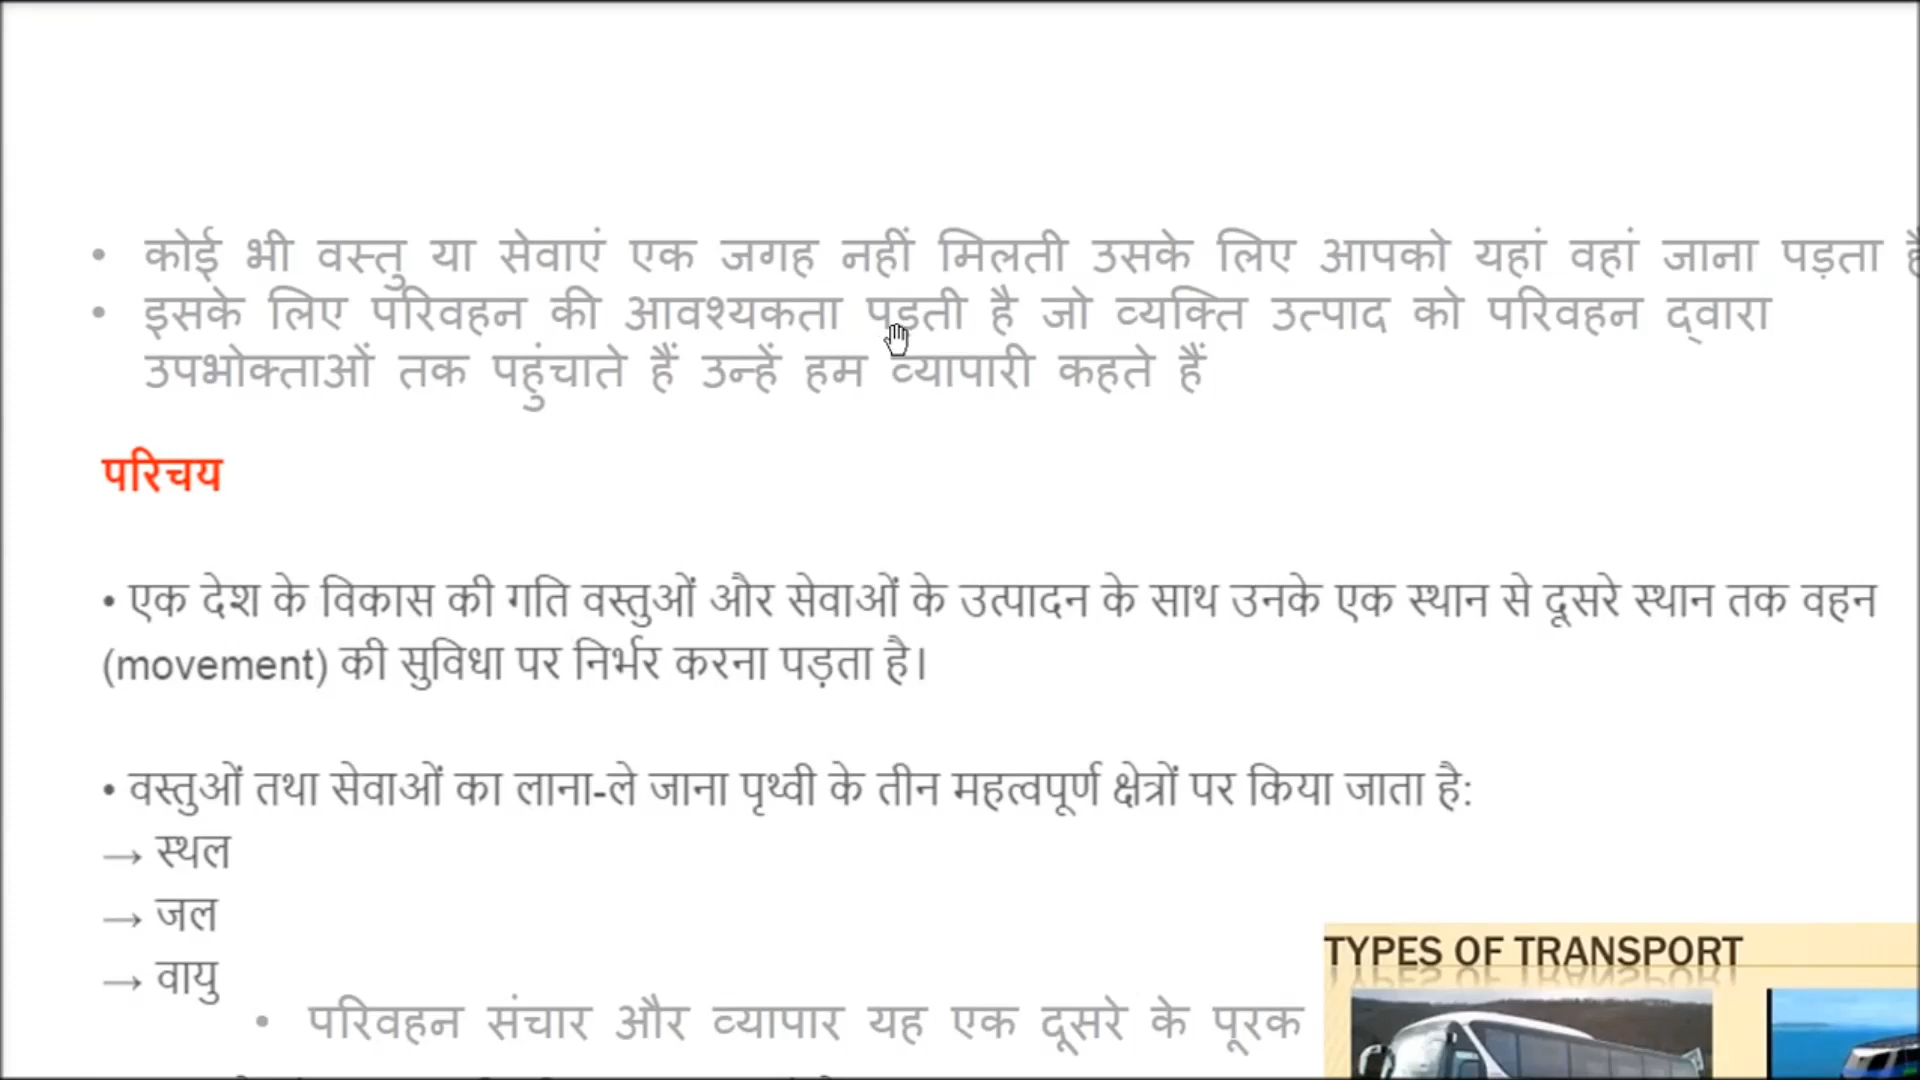 • कोई भी वस्तु या सेवाएं एक जगह नहीं मिलती उसके लिए आपको यहां वहां जाना पड़ता
• इसके लिए परिवहन की आवश्यकता पड़ती है जो व्यक्ति उत्पाद को परिवहन द्वारा
उपभोक्ताओं तक पहुंचाते हैं उन्हें हम व्यापारी कहते हैं
परिचय
• एक देश के विकास की गति वस्तुओं और सेवाओं के उत्पादन के साथ उनके एक स्थान से दूसरे स्थान तक वहन
(movement) की सुविधा पर निर्भर करना पड़ता है।
• वस्तुओं तथा सेवाओं का लाना-ले जाना पृथ्वी के तीन महत्वपूर्ण क्षेत्रों पर किया जाता है:
→ स्थल
→ जल
→ वायु
• परिवहन संचार और व्यापार यह एक दूसरे के पूरक
TYPES OF TRANSPORT